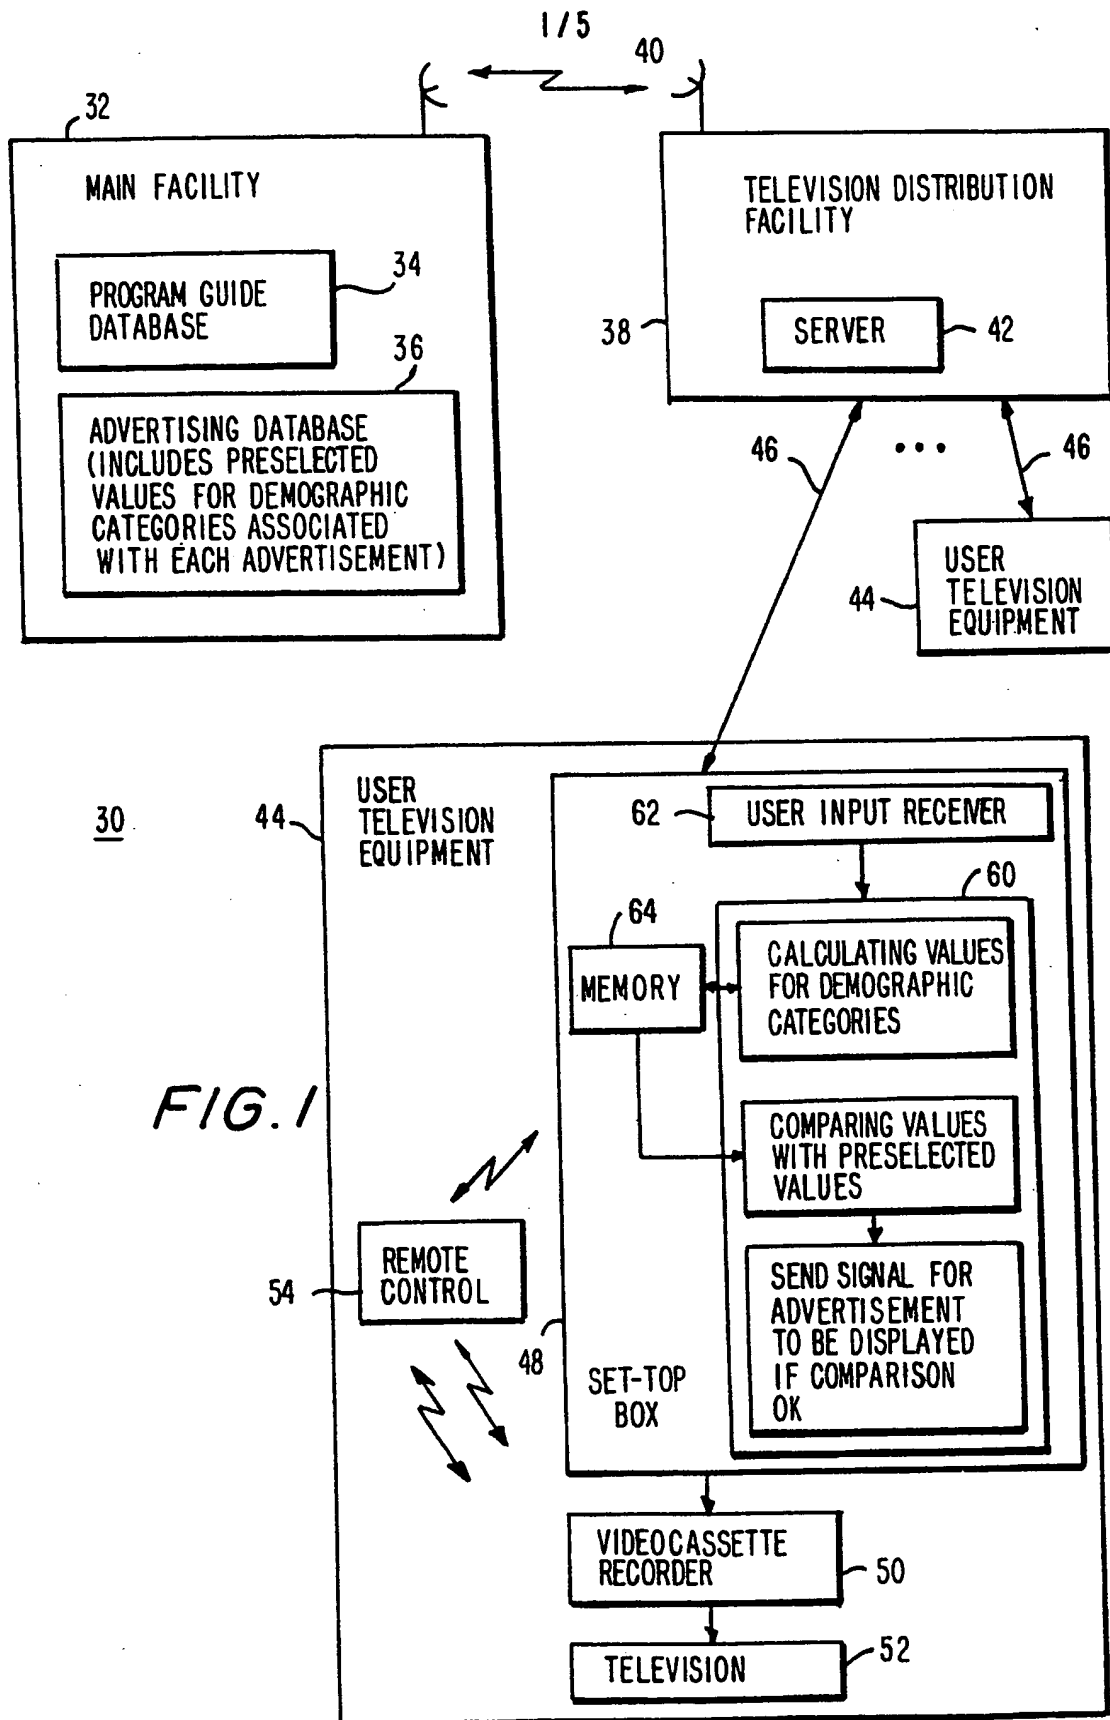 1/5
40
32
MAIN FACILITY
34
PROGRAM GUIDE
DATABASE
36
ADVERTISING DATABASE
(INCLUDES PRESELECTED
VALUES FOR DEMOGRAPHIC
CATEGORIES ASSOCIATED
WITH EACH ADVERTISEMENT)
TELEVISION DISTRIBUTION
FACILITY
38
SERVER
42
46
•••
46
44
USER
TELEVISION
EQUIPMENT
30
44
USER
TELEVISION
EQUIPMENT
62
USER INPUT RECEIVER
60
64
MEMORY
CALCULATING VALUES
FOR DEMOGRAPHIC
CATEGORIES
FIG. 1
COMPARING VALUES
WITH PRESELECTED
VALUES
54
REMOTE
CONTROL
SEND SIGNAL FOR
ADVERTISEMENT
TO BE DISPLAYED
IF COMPARISON
OK
48
SET-TOP
BOX
VIDEOCASSETTE
RECORDER
50
TELEVISION
52